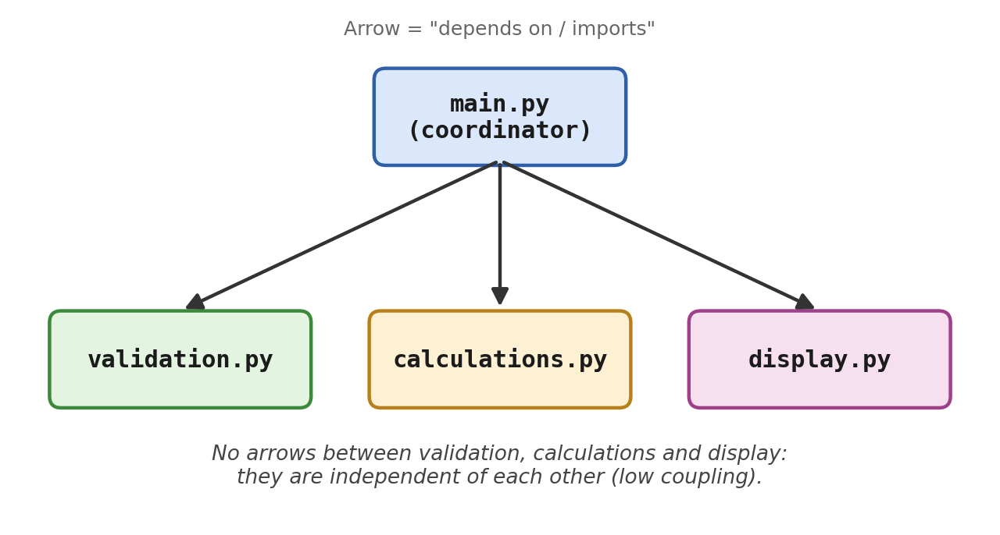 Arrow = "depends on / imports"
main.py
(coordinator)
validation.py
calculations.py
display.py
No arrows between validation, calculations and display:
they are independent of each other (low coupling).